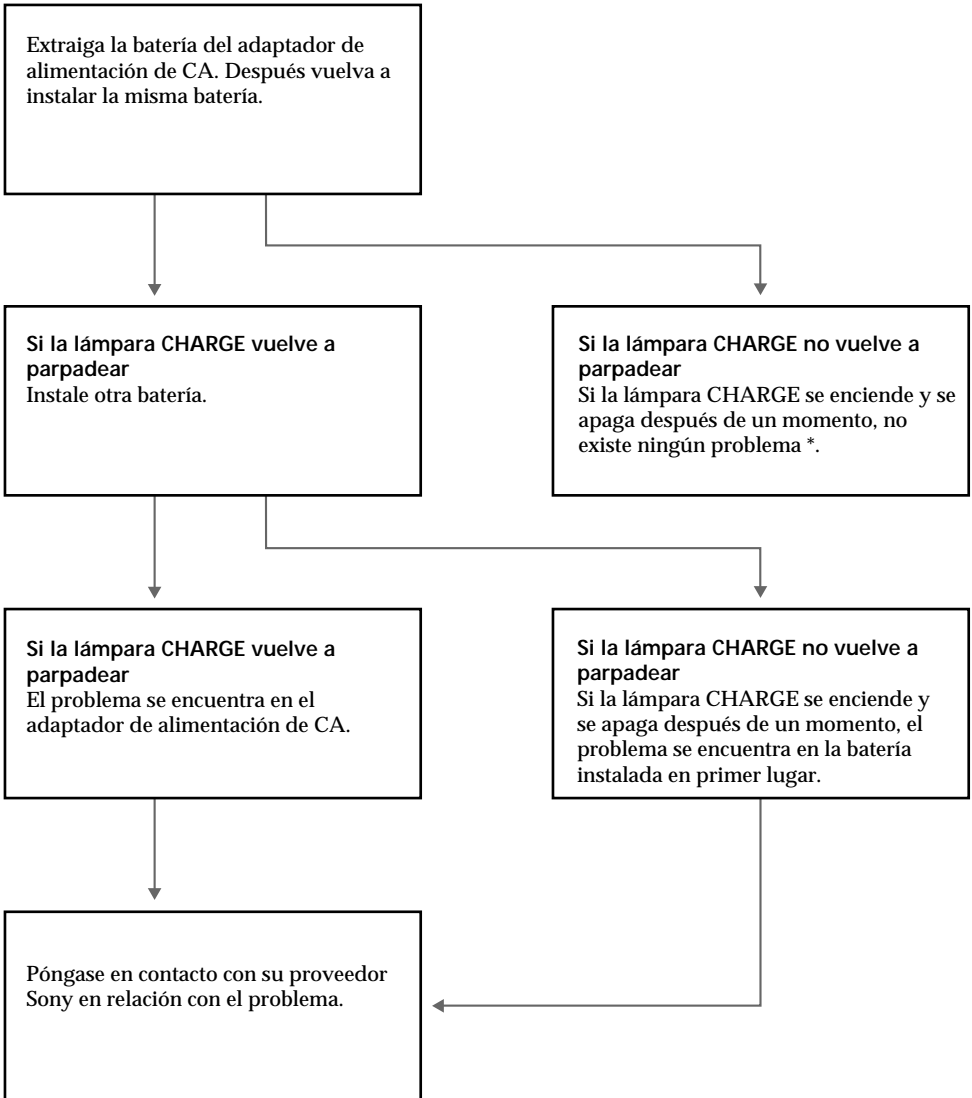 Extraiga la batería del adaptador de
alimentación de CA. Después vuelva a
instalar la misma batería.
Si la lámpara CHARGE vuelve a
parpadear
Instale otra batería.
Si la lámpara CHARGE no vuelve a
parpadear
Si la lámpara CHARGE se enciende y se
apaga después de un momento, no
existe ningún problema *.
Si la lámpara CHARGE vuelve a
parpadear
El problema se encuentra en el
adaptador de alimentación de CA.
Si la lámpara CHARGE no vuelve a
parpadear
Si la lámpara CHARGE se enciende y
se apaga después de un momento, el
problema se encuentra en la batería
instalada en primer lugar.
Póngase en contacto con su proveedor
Sony en relación con el problema.